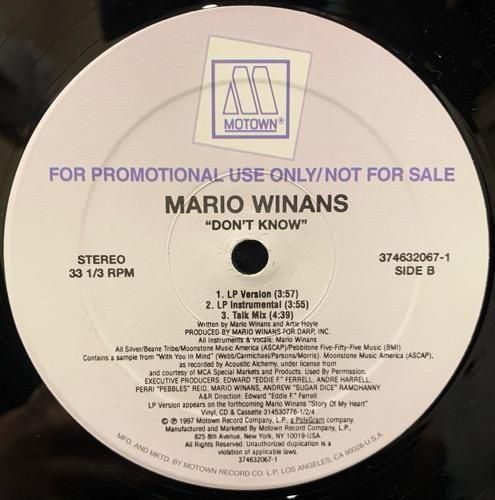 MOTOWN®
FOR PROMOTIONAL USE ONLY/NOT FOR SALE
MARIO WINANS
"DON'T KNOW"
STEREO
33 1/3 RPM
374632067-1
SIDE B
1. LP Version (3:57)
2. LP Instrumental (3:55)
3. Talk Mix (4:39)
Written by Mario Winans and Artie Hoyle
PRODUCED BY MARIO WINANS FOR DARP, INC.
All Instruments & Vocals: Mario Winans
All Silver/Beane Tribe/Moonstone Music America (ASCAP)/Pebbitone Five-Fifty-Five Music (BMI)
Contains a sample from "With You In Mind" (Webb/Carmichael/Parsons/Morris). Moonstone Music America (ASCAP),
as recorded by Acoustic Alchemy, under license from
and courtesy of MCA Special Markets and Products. Used By Permission.
EXECUTIVE PRODUCERS: EDWARD "EDDIE F." FERRELL, ANDRE HARRELL,
PERRI "PEBBLES" REID, MARIO WINANS, ANDREW "SUGAR DICE" RAMCHANNY
A&R Direction: Edward "Eddie F." Ferrell
LP Version appears on the forthcoming Mario Winans "Story Of My Heart"
Vinyl, CD & Cassette 314530776-1/2/4
© ℗ 1997 Motown Record Company L.P., a PolyGram company.
Manufactured and Marketed By Motown Record Company, L.P.,
825 8th Avenue, New York, NY 10019-USA.
All Rights Reserved. Unauthorized duplication is a
violation of applicable laws.
374632067-1
MFD. AND MKTD. BY MOTOWN RECORD CO. L.P. LOS ANGELES, CA 90028-U.S.A.